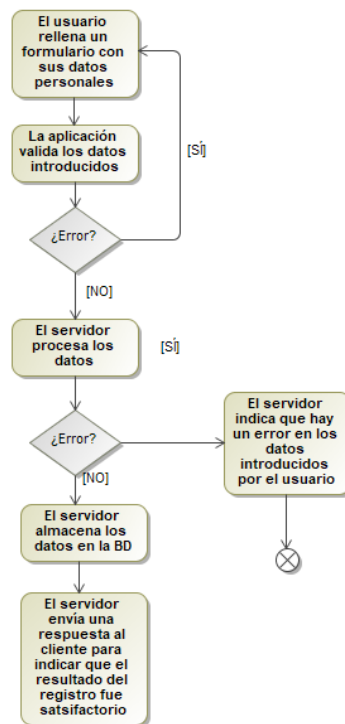 El usuario
rellena un
formulario con
sus datos
personales
La aplicación
valida los datos
introducidos
[SÍ]
¿Error?
[NO]
El servidor
procesa los
datos
[SÍ]
¿Error?
[NO]
El servidor
indica que hay
un error en los
datos
introducidos
por el usuario
El servidor
almacena los
datos en la BD
El servidor
envía una
respuesta al
cliente para
indicar que el
resultado del
registro fue
satsifactorio